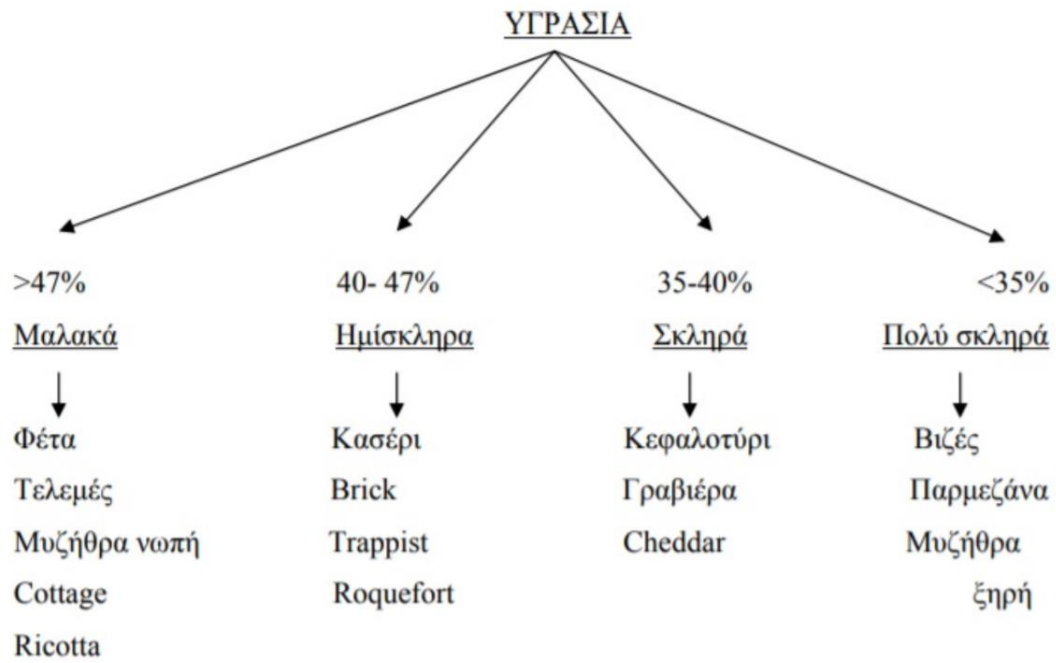 ΥΓΡΑΣΙΑ
>47%
Μαλακά
Φέτα
Τελεμές
Μυζήθρα νωπή
Cottage
Ricotta
40- 47%
Ημίσκληρα
Κασέρι
Brick
Trappist
Roquefort
35-40%
Σκληρά
Κεφαλοτύρι
Γραβιέρα
Cheddar
<35%
Πολύ σκληρά
Βιζές
Παρμεζάνα
Μυζήθρα
ξηρή